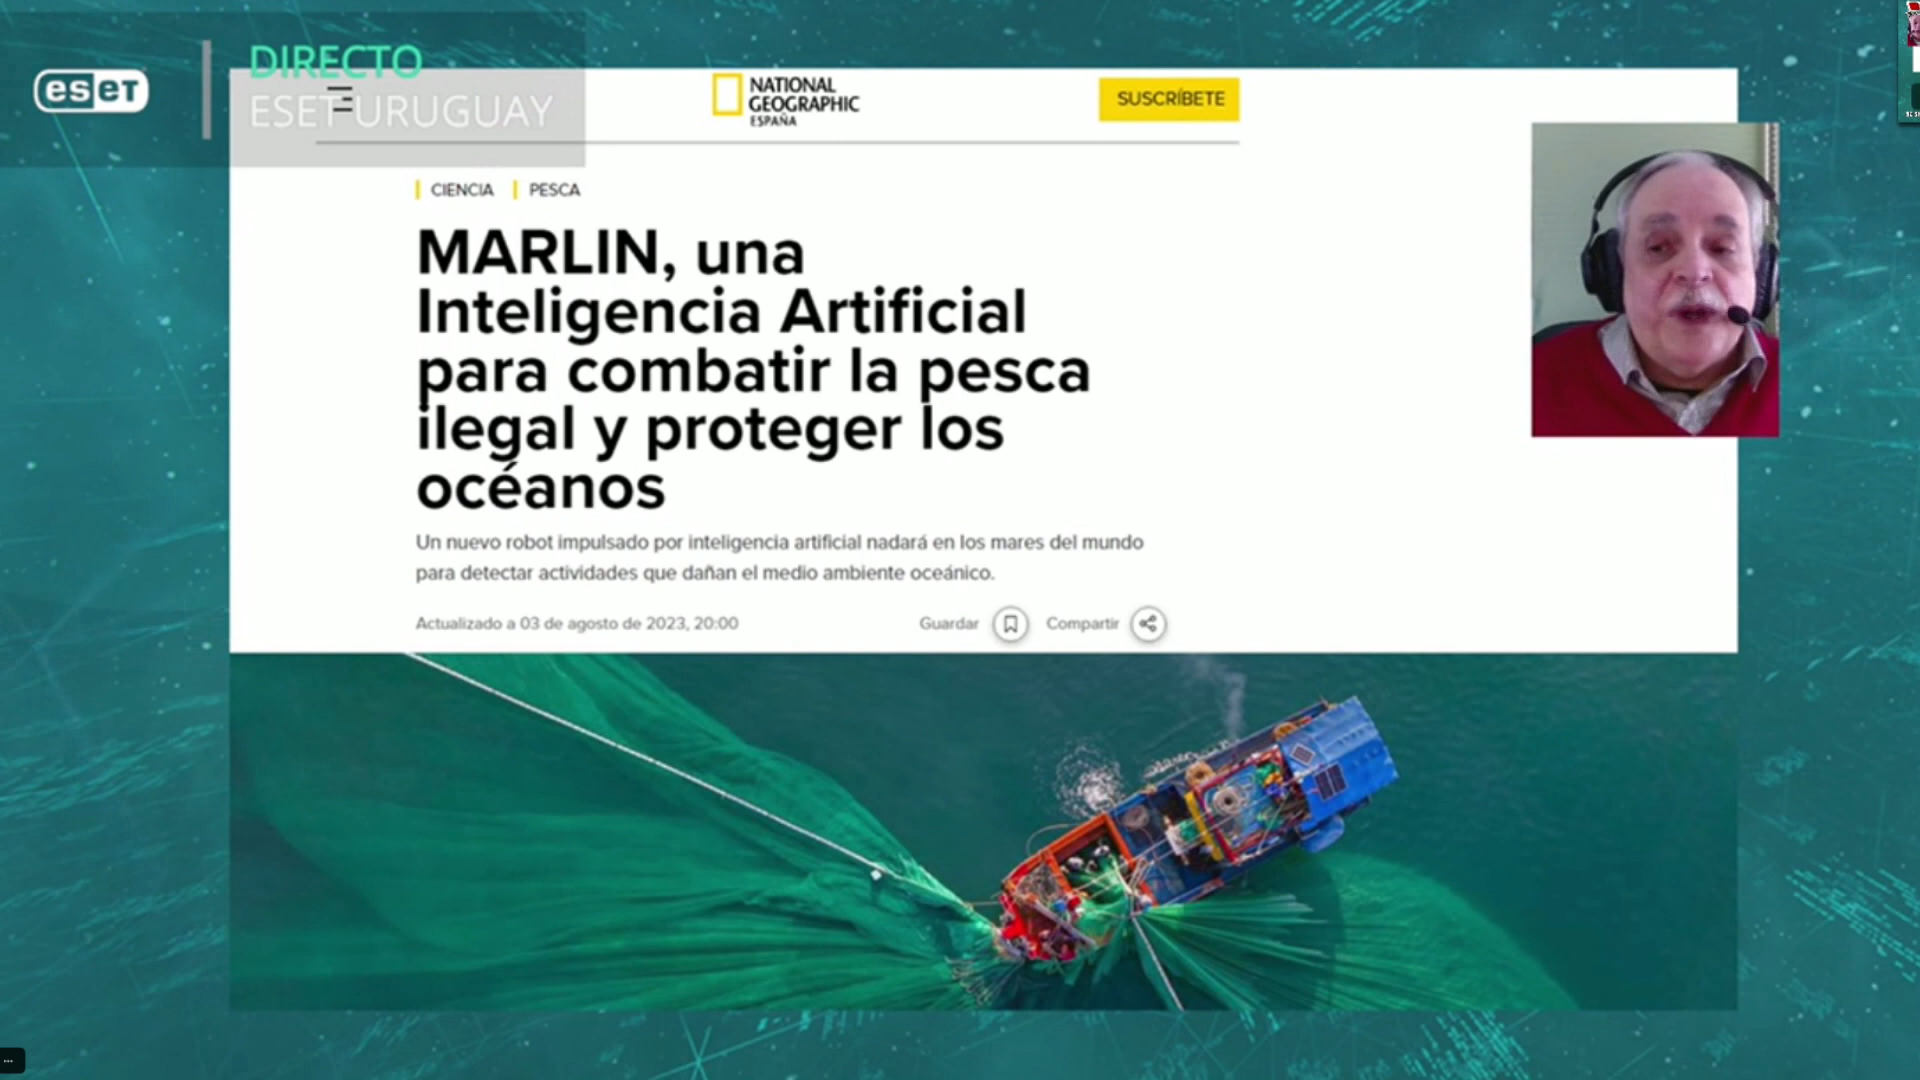 eset
DIRECTO
ESET URUGUAY
NATIONAL
GEOGRAPHIC
ESPAÑA
SUSCRÍBETE
CIENCIA PESCA
MARLIN, una
Inteligencia Artificial
para combatir la pesca
ilegal y proteger los
océanos
Un nuevo robot impulsado por inteligencia artificial nadará en los mares del mundo
para detectar actividades que dañan el medio ambiente oceánico.
Actualizado a 03 de agosto de 2023, 20:00 Guardar Compartir